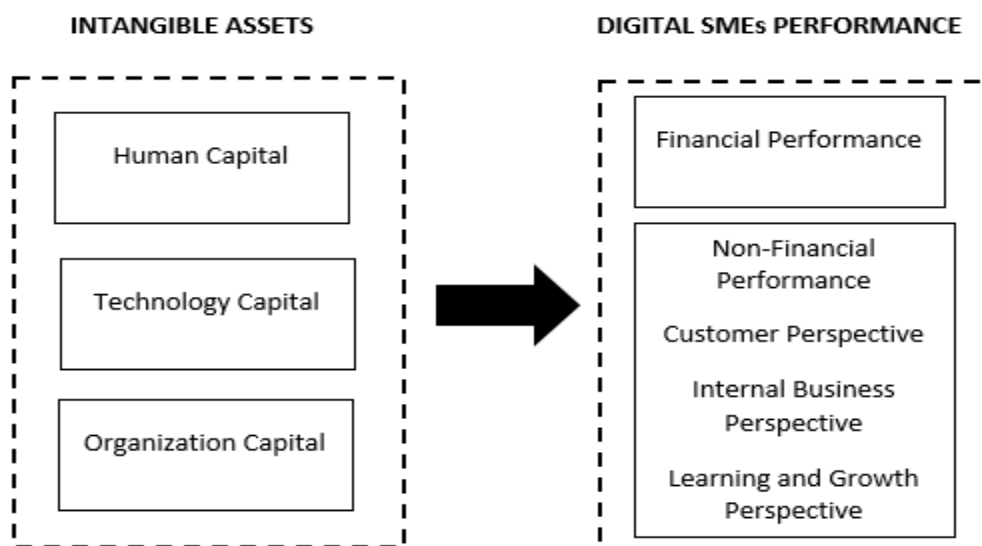 INTANGIBLE ASSETS
Human Capital
Technology Capital
Organization Capital
DIGITAL SMEs PERFORMANCE
Financial Performance
Non-Financial
Performance
Customer Perspective
Internal Business
Perspective
Learning and Growth
Perspective